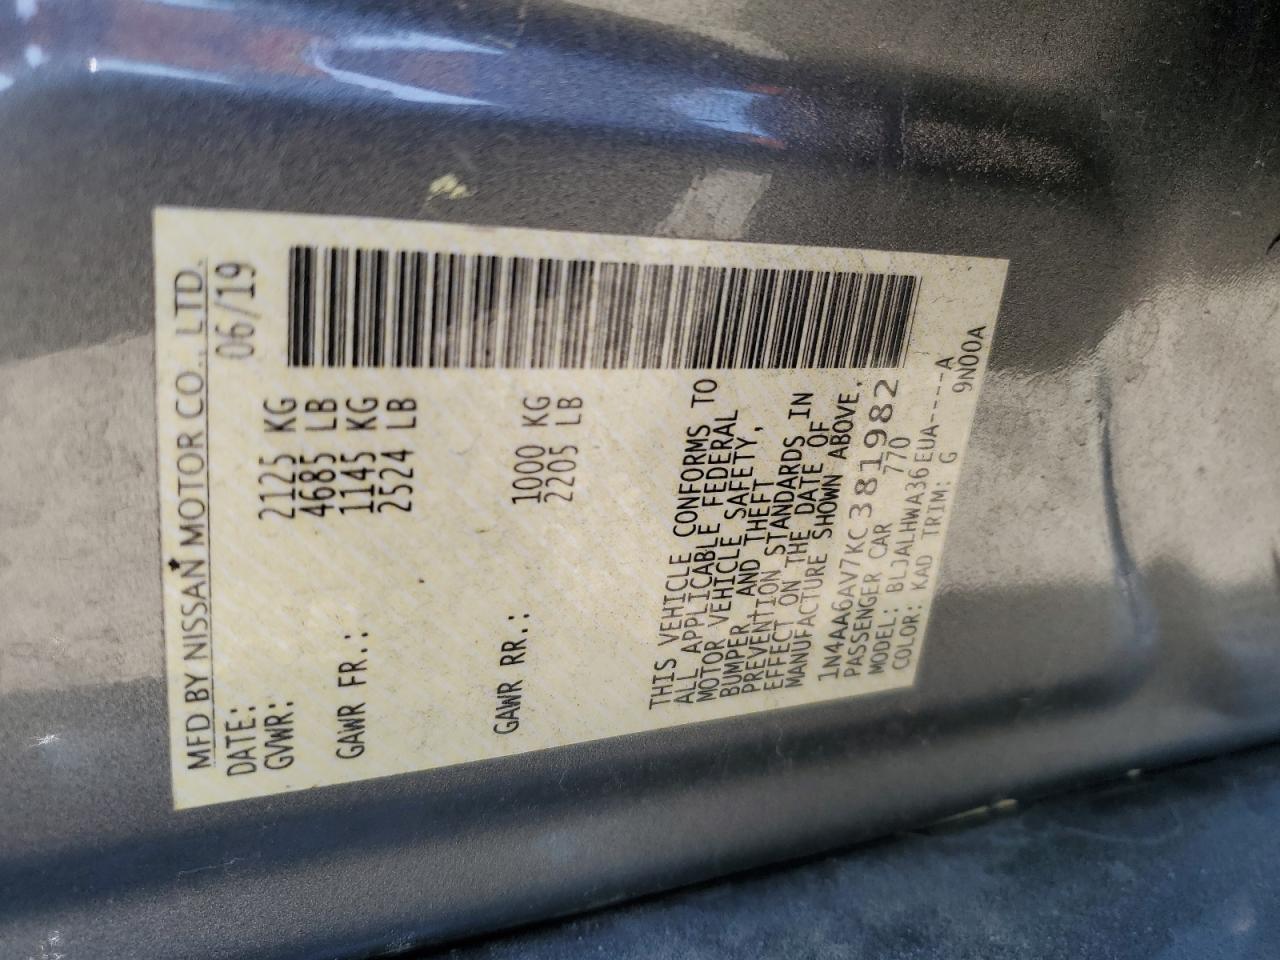 MFD BY NISSAN MOTOR CO., LTD.
DATE: 06/19
GVWR: 2125 KG
4685 LB
GAWR FR.: 1145 KG
2524 LB
GAWR RR.: 1000 KG
2205 LB
THIS VEHICLE CONFORMS TO
ALL APPLICABLE FEDERAL
MOTOR VEHICLE SAFETY,
BUMPER, AND THEFT
PREVENTION STANDARDS IN
EFFECT ON THE DATE OF
MANUFACTURE SHOWN ABOVE.
1N4AA6AV7KC381982
PASSENGER CAR 770
MODEL: BLJALHWA36EUA----A
COLOR: KAD TRIM: G 9N00A